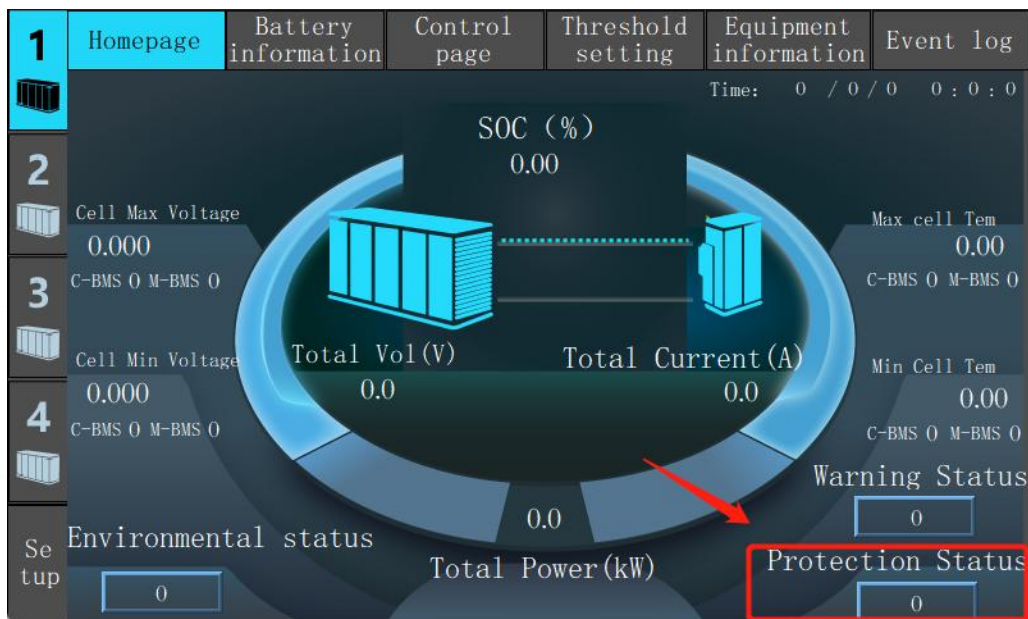 1
Homepage
Battery
information
Control
page
Threshold
setting
Equipment
information
Event log
Time: 0 / 0 / 0 0 : 0 : 0
SOC (%)
0.00
2
Cell Max Voltage
0.000
C-BMS 0 M-BMS 0
Max cell Tem
0.00
C-BMS 0 M-BMS 0
3
Cell Min Voltage
0.000
C-BMS 0 M-BMS 0
Total Vol(V)
0.0
Total Current(A)
0.0
Min Cell Tem
0.00
C-BMS 0 M-BMS 0
4
Warning Status
0
0.0
Total Power(kW)
Se
tup
Environmental status
0
Protection Status
0